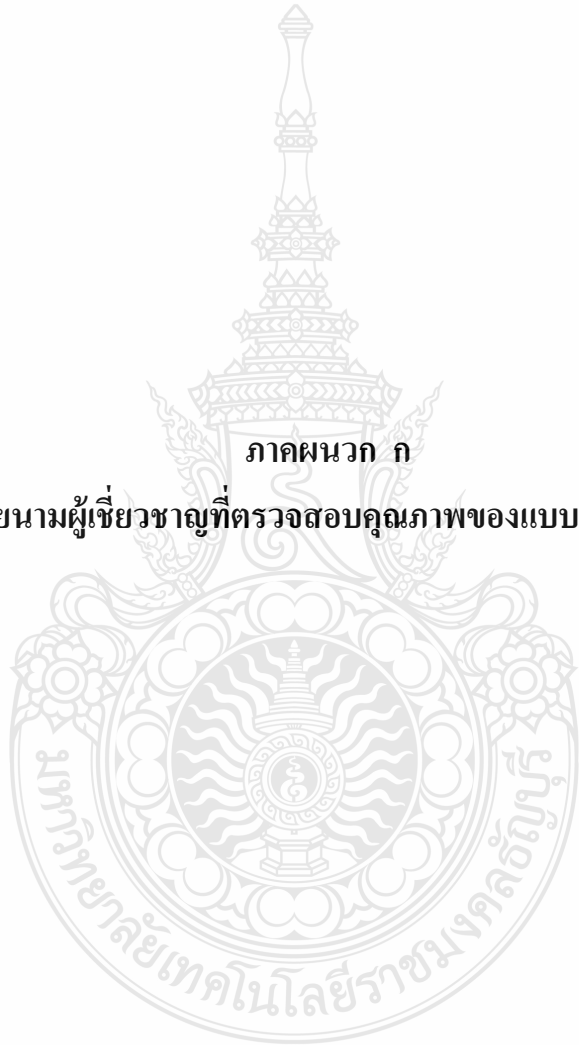 ภาคผนวก ก
ยนามผู้เชี่ยวชาญที่ตรวจสอบคุณภาพของแบบ
มหาวิทยาลัยเทคโนโลยีราชมงคลธัญบุรี